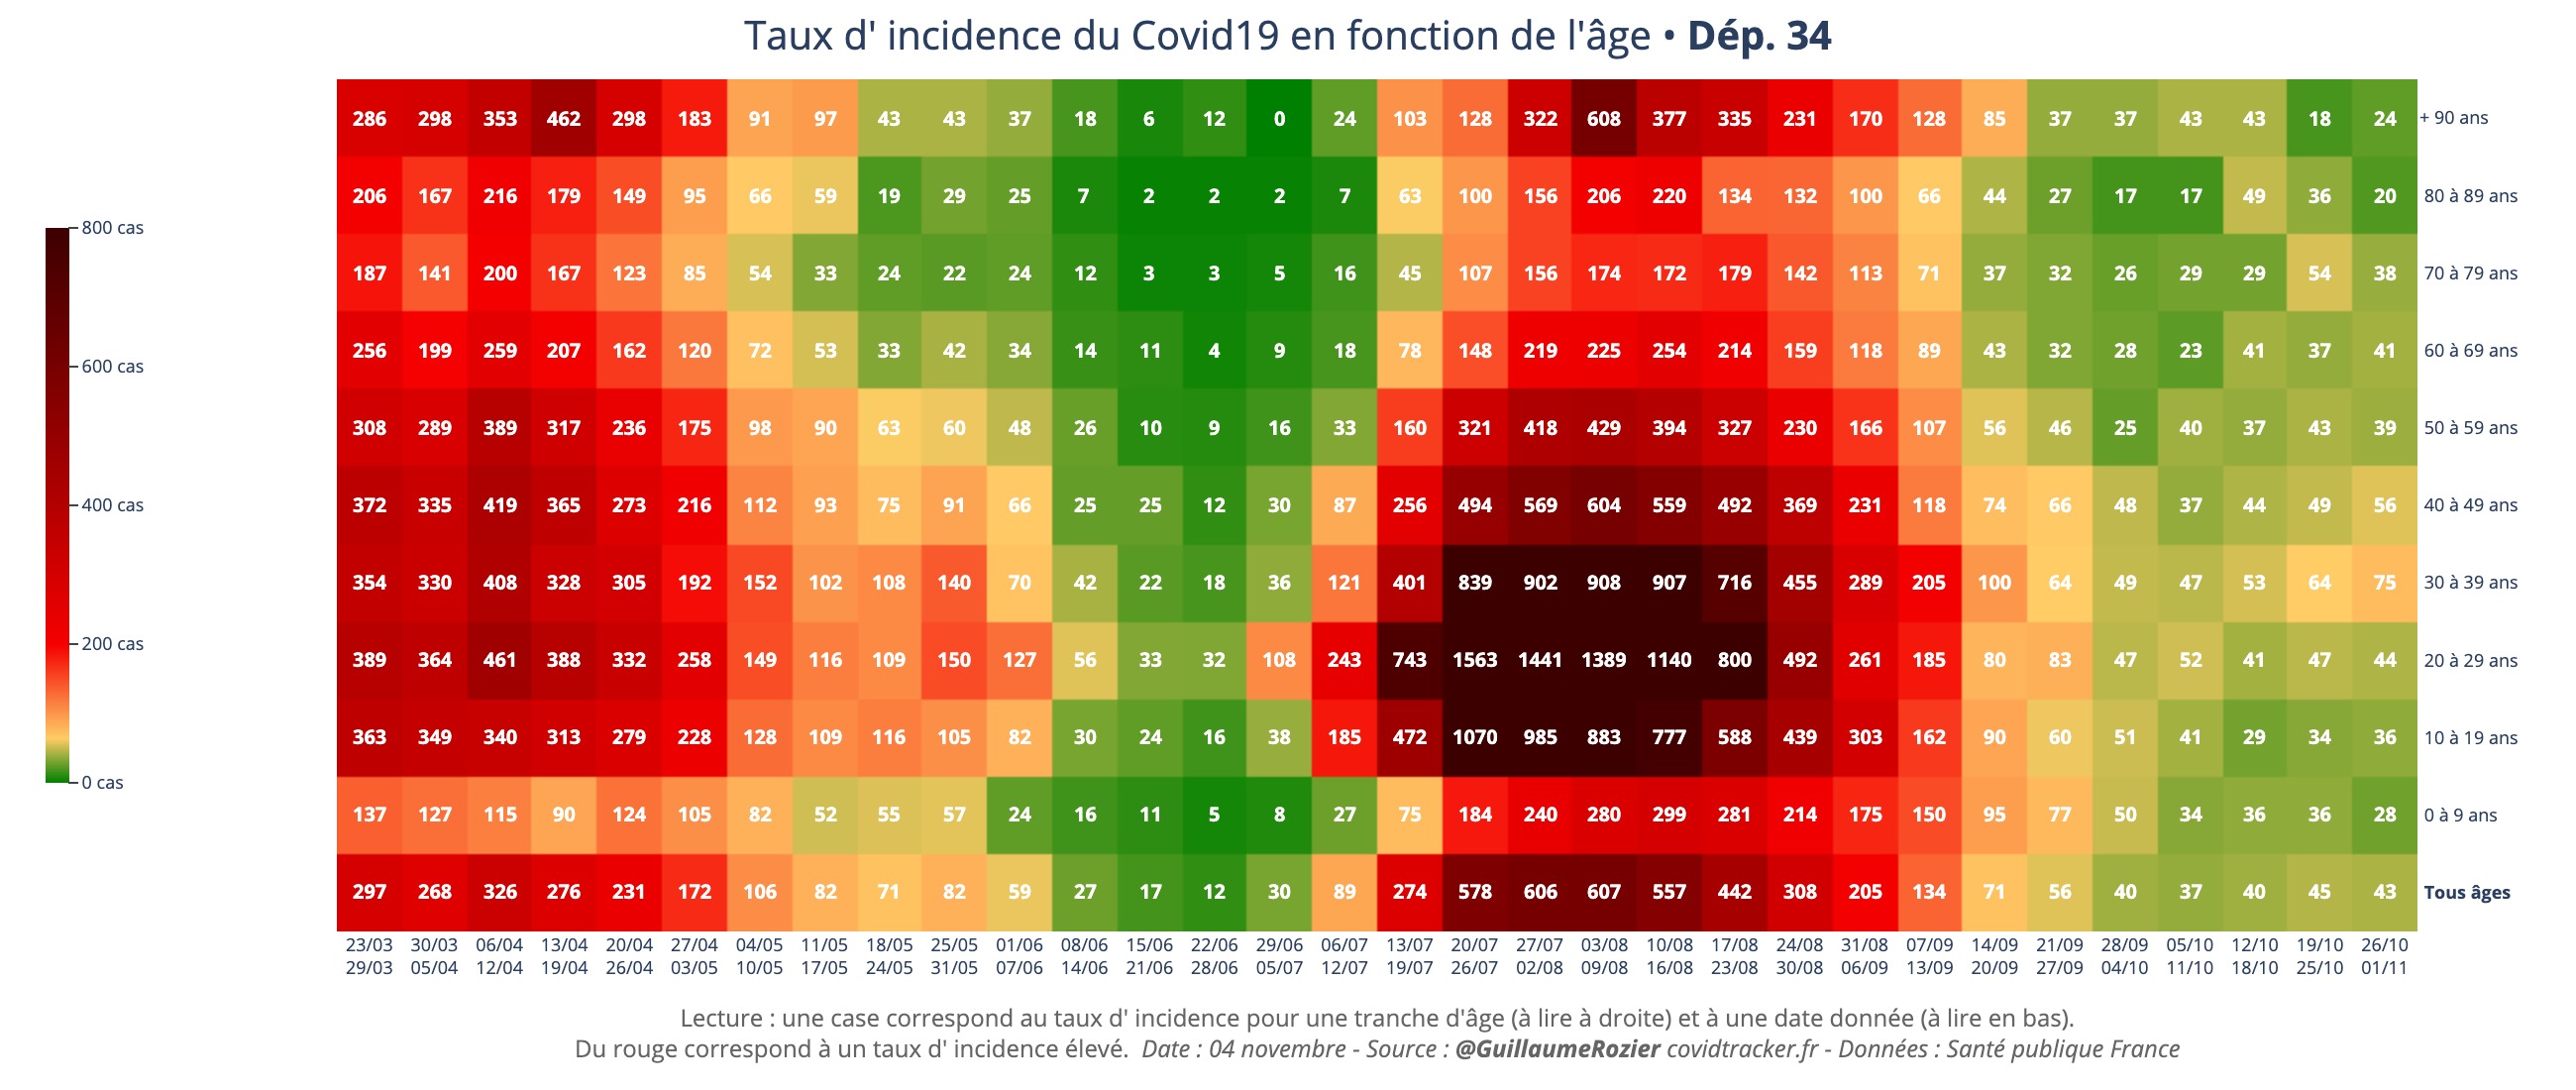 Taux d' incidence du Covid19 en fonction de l'âge • Dép. 34
800 cas
600 cas
400 cas
200 cas
0 cas
286 298 353 462 298 183 91 97 43 43 37 18 6 12 0 24 103 128 322 608 377 335 231 170 128 85 37 37 43 43 18 24 + 90 ans
206 167 216 179 149 95 66 59 19 29 25 7 2 2 2 7 63 100 156 206 220 134 132 100 66 44 27 17 17 49 36 20 80 à 89 ans
187 141 200 167 123 85 54 33 24 22 24 12 3 3 5 16 45 107 156 174 172 179 142 113 71 37 32 26 29 29 54 38 70 à 79 ans
256 199 259 207 162 120 72 53 33 42 34 14 11 4 9 18 78 148 219 225 254 214 159 118 89 43 32 28 23 41 37 41 60 à 69 ans
308 289 389 317 236 175 98 90 63 60 48 26 10 9 16 33 160 321 418 429 394 327 230 166 107 56 46 25 40 37 43 39 50 à 59 ans
372 335 419 365 273 216 112 93 75 91 66 25 25 12 30 87 256 494 569 604 559 492 369 231 118 74 66 48 37 44 49 56 40 à 49 ans
354 330 408 328 305 192 152 102 108 140 70 42 22 18 36 121 401 839 902 908 907 716 455 289 205 100 64 49 47 53 64 75 30 à 39 ans
389 364 461 388 332 258 149 116 109 150 127 56 33 32 108 243 743 1563 1441 1389 1140 800 492 261 185 80 83 47 52 41 47 44 20 à 29 ans
363 349 340 313 279 228 128 109 116 105 82 30 24 16 38 185 472 1070 985 883 777 588 439 303 162 90 60 51 41 29 34 36 10 à 19 ans
137 127 115 90 124 105 82 52 55 57 24 16 11 5 8 27 75 184 240 280 299 281 214 175 150 95 77 50 34 36 36 28 0 à 9 ans
297 268 326 276 231 172 106 82 71 82 59 27 17 12 30 89 274 578 606 607 557 442 308 205 134 71 56 40 37 40 45 43 Tous âges
23/03 30/03 06/04 13/04 20/04 27/04 04/05 11/05 18/05 25/05 01/06 08/06 15/06 22/06 29/06 06/07 13/07 20/07 27/07 03/08 10/08 17/08 24/08 31/08 07/09 14/09 21/09 28/09 05/10 12/10 19/10 26/10
29/03 05/04 12/04 19/04 26/04 03/05 10/05 17/05 24/05 31/05 07/06 14/06 21/06 28/06 05/07 12/07 19/07 26/07 02/08 09/08 16/08 23/08 30/08 06/09 13/09 20/09 27/09 04/10 11/10 18/10 25/10 01/11
Lecture : une case correspond au taux d' incidence pour une tranche d'âge (à lire à droite) et à une date donnée (à lire en bas).
Du rouge correspond à un taux d' incidence élevé. Date : 04 novembre - Source : @GuillaumeRozier covidtracker.fr - Données : Santé publique France